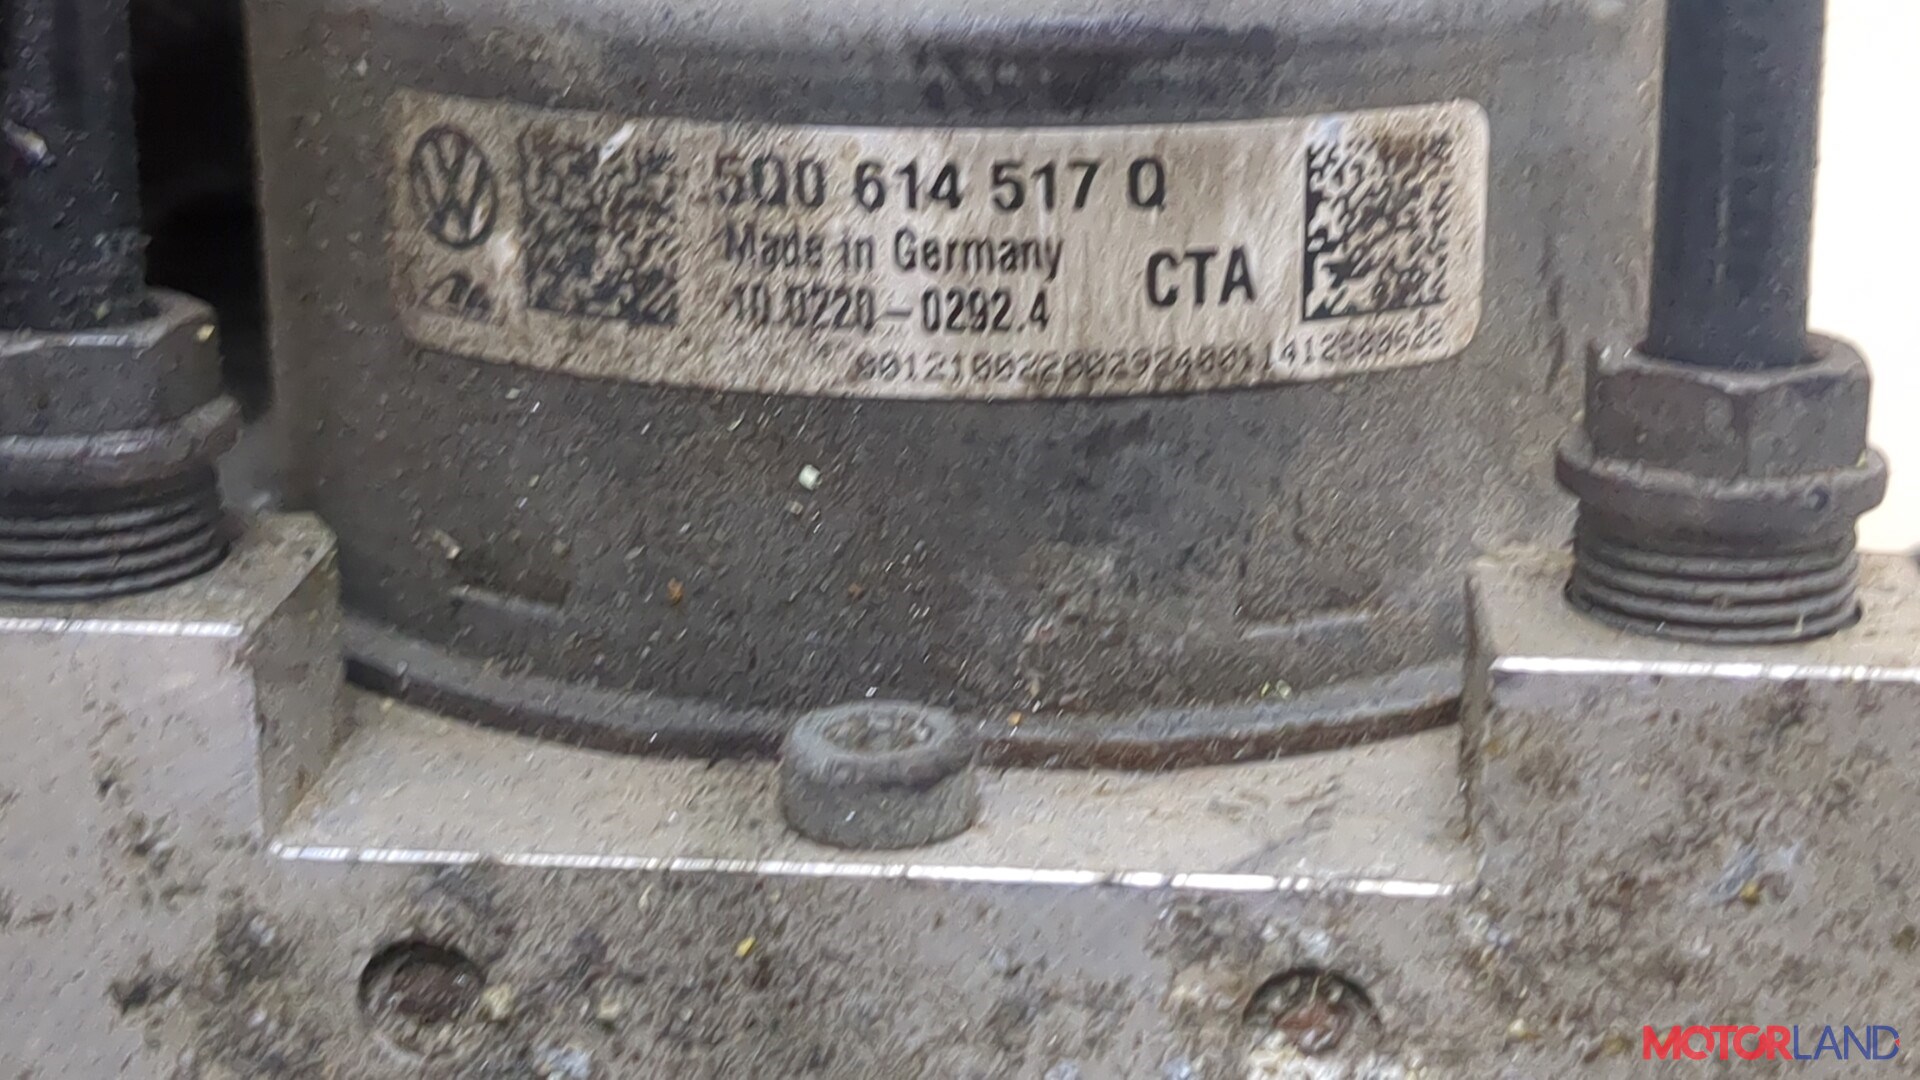 5Q0 614 517 Q
Made in Germany
10.0220-0292.4
CTA
MOTORLAND